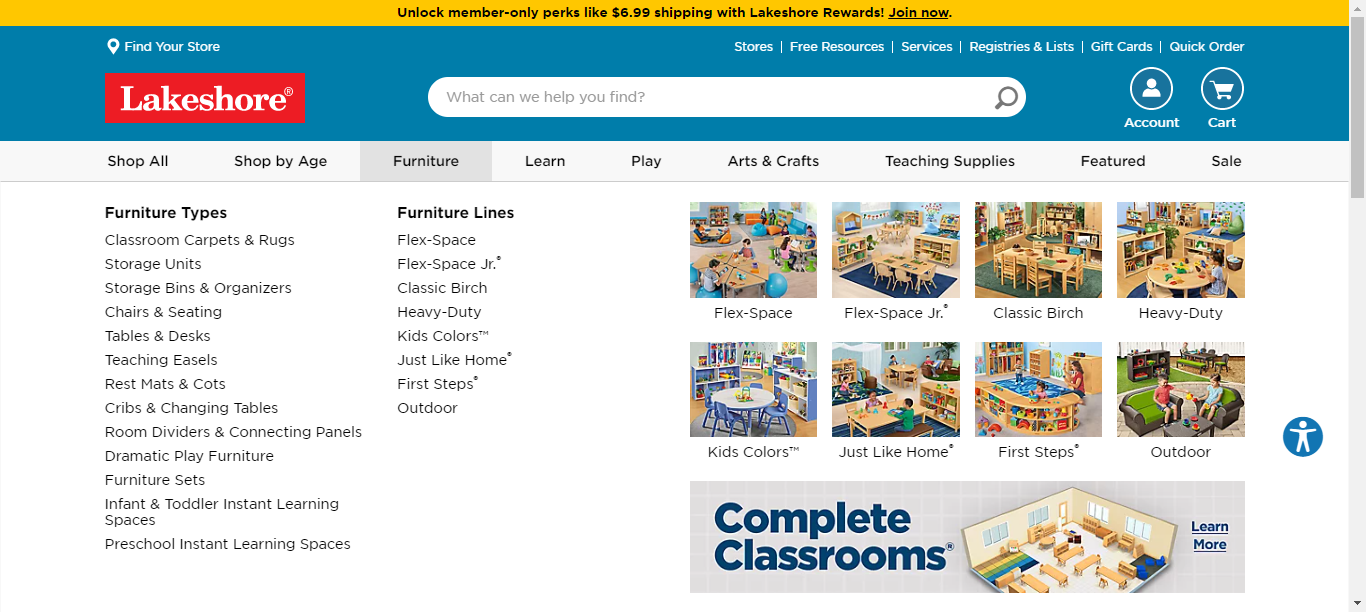 Unlock member-only perks like $6.99 shipping with Lakeshore Rewards! Join now.
Find Your Store
Stores | Free Resources | Services | Registries & Lists | Gift Cards | Quick Order
Lakeshore®
What can we help you find?
Account
Cart
Shop All
Shop by Age
Furniture
Learn
Play
Arts & Crafts
Teaching Supplies
Featured
Sale
Furniture Types
Classroom Carpets & Rugs
Storage Units
Storage Bins & Organizers
Chairs & Seating
Tables & Desks
Teaching Easels
Rest Mats & Cots
Cribs & Changing Tables
Room Dividers & Connecting Panels
Dramatic Play Furniture
Furniture Sets
Infant & Toddler Instant Learning
Spaces
Preschool Instant Learning Spaces
Furniture Lines
Flex-Space
Flex-Space Jr.®
Classic Birch
Heavy-Duty
Kids Colors™
Just Like Home®
First Steps®
Outdoor
Flex-Space
Flex-Space Jr.®
Classic Birch
Heavy-Duty
Kids Colors™
Just Like Home®
First Steps®
Outdoor
Complete
Classrooms®
Learn
More